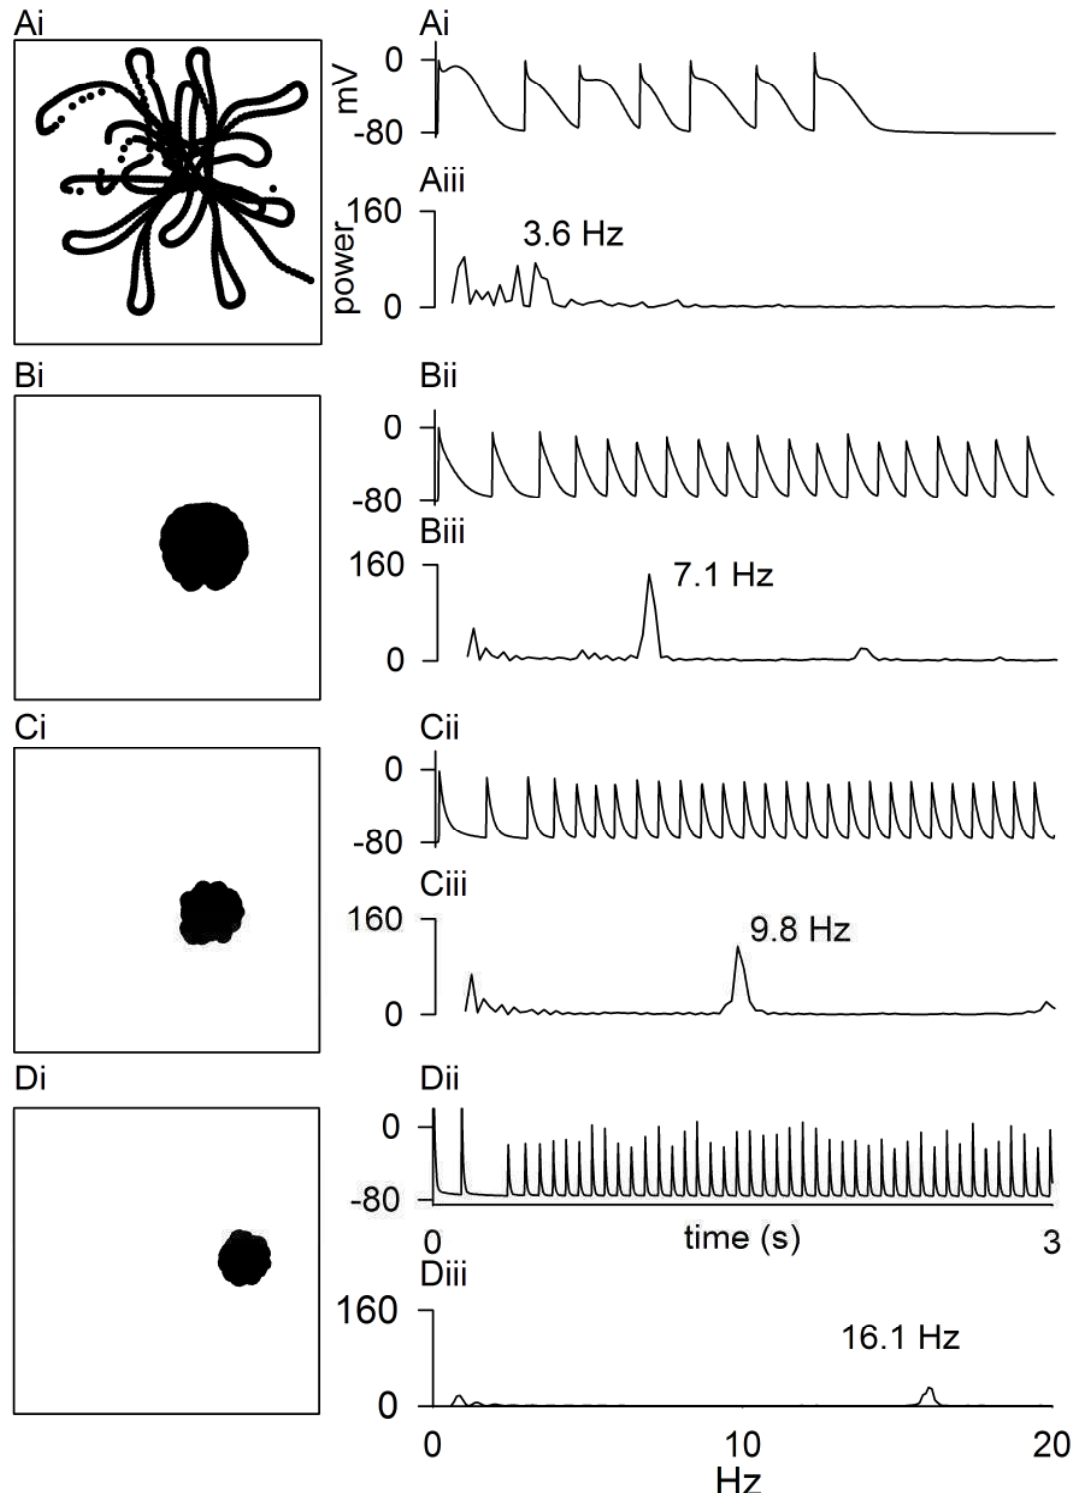 Ai
Ai
mV
0
-80
Aiii
power
160
0
3.6 Hz
Bi
Bii
0
-80
Biii
160
0
7.1 Hz
Ci
Cii
0
-80
Ciii
160
0
9.8 Hz
Di
Dii
0
-80
0
time (s)
3
Diii
160
0
16.1 Hz
0
10
20
Hz